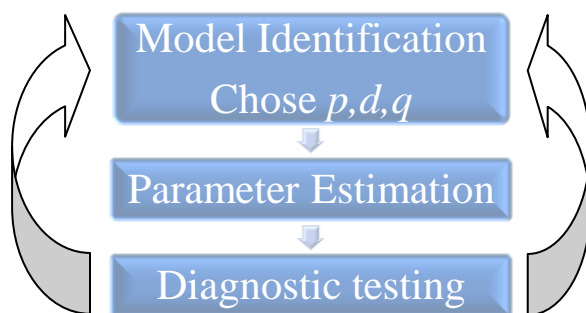 Model Identification
Chose p,d,q
Parameter Estimation
Diagnostic testing